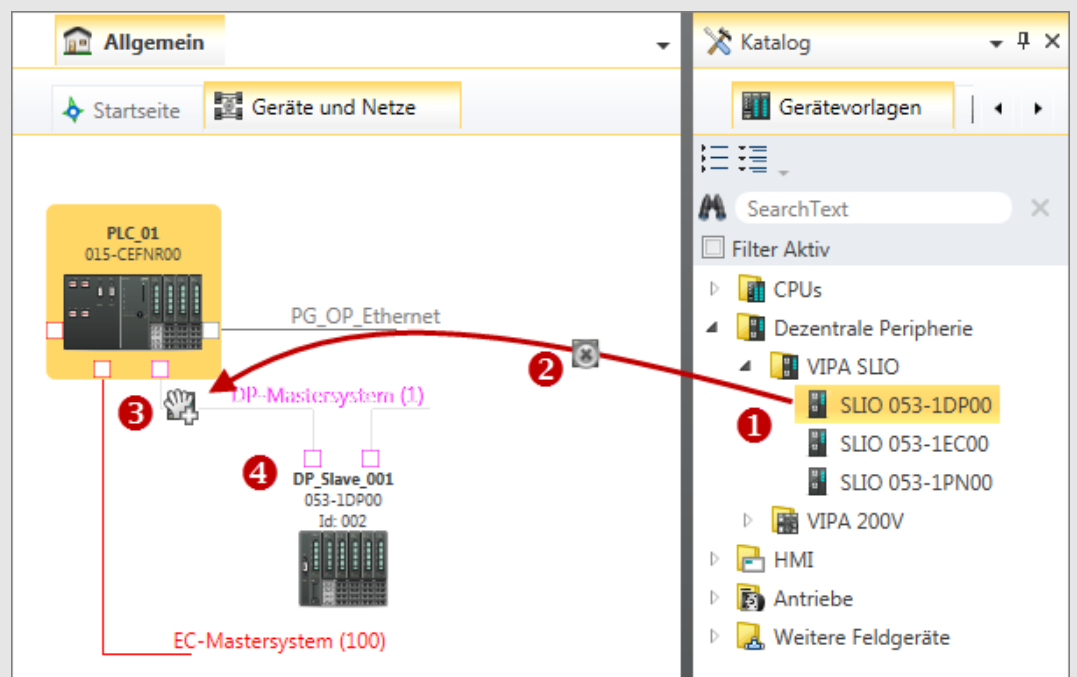 Allgemein
Startseite
Geräte und Netze
PLC_01
015-CEFNR00
PG_OP_Ethernet
2
3
DP-Mastersystem (1)
4
DP_Slave_001
053-1DP00
Id: 002
EC-Mastersystem (100)
Katalog
Gerätevorlagen
SearchText
Filter Aktiv
CPUs
Dezentrale Peripherie
VIPA SLIO
1
SLIO 053-1DP00
SLIO 053-1EC00
SLIO 053-1PN00
VIPA 200V
HMI
Antriebe
Weitere Feldgeräte